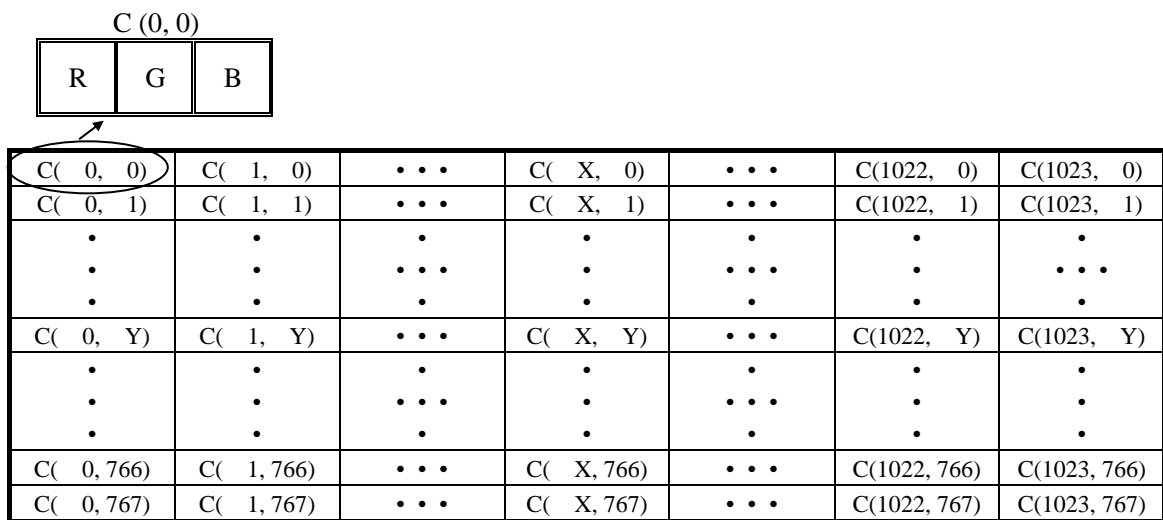 C (0, 0)
R G B
C( 0, 0) C( 1, 0) • • • C( X, 0) • • • C(1022, 0) C(1023, 0)
C( 0, 1) C( 1, 1) • • • C( X, 1) • • • C(1022, 1) C(1023, 1)
• • • • • • •
• • • • • • • • • • • • •
• • • • • • •
C( 0, Y) C( 1, Y) • • • C( X, Y) • • • C(1022, Y) C(1023, Y)
• • • • • • •
• • • • • • • • • • •
• • • • • • •
C( 0, 766) C( 1, 766) • • • C( X, 766) • • • C(1022, 766) C(1023, 766)
C( 0, 767) C( 1, 767) • • • C( X, 767) • • • C(1022, 767) C(1023, 767)